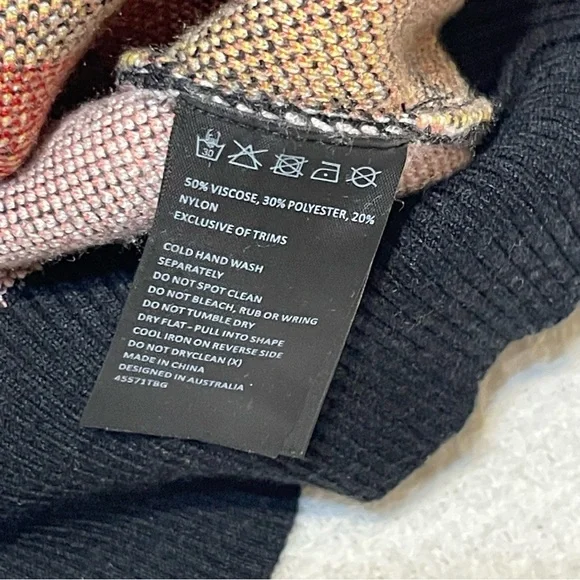 30
50% VISCOSE, 30% POLYESTER, 20%
NYLON
EXCLUSIVE OF TRIMS
COLD HAND WASH
SEPARATELY
DO NOT SPOT CLEAN
DO NOT BLEACH, RUB OR WRING
DO NOT TUMBLE DRY
DRY FLAT - PULL INTO SHAPE
COOL IRON ON REVERSE SIDE
DO NOT DRYCLEAN (X)
MADE IN CHINA
DESIGNED IN AUSTRALIA
45571TBG